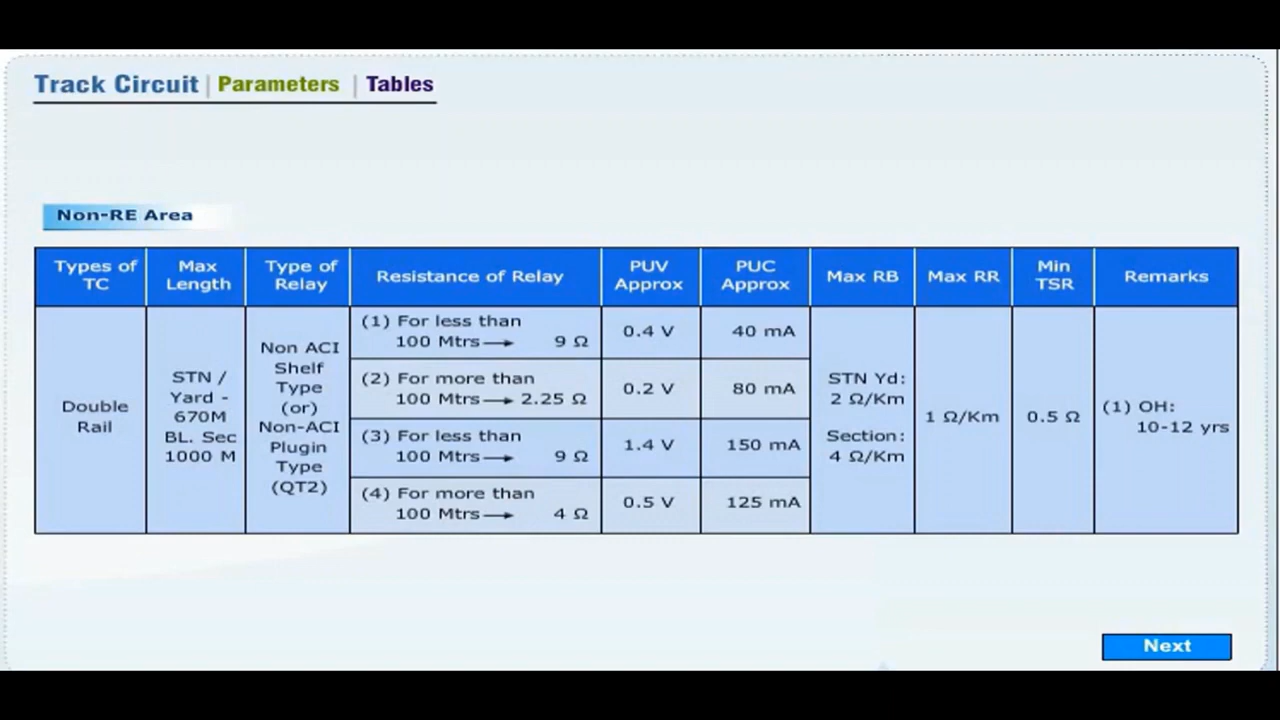 Track Circuit | Parameters | Tables
Non-RE Area
Types of
TC
Max
Length
Type of
Relay
Resistance of Relay
PUV
Approx
PUC
Approx
Max RB
Max RR
Min
TSR
Remarks
Double
Rail
STN /
Yard -
670M
BL. Sec
1000 M
Non ACI
Shelf
Type
(or)
Non-ACI
Plugin
Type
(QT2)
(1) For less than
100 Mtrs→ 9 Ω
0.4 V
40 mA
(2) For more than
100 Mtrs→ 2.25 Ω
0.2 V
80 mA
(3) For less than
100 Mtrs→ 9 Ω
1.4 V
150 mA
(4) For more than
100 Mtrs→ 4 Ω
0.5 V
125 mA
STN Yd:
2 Ω/Km
Section:
4 Ω/Km
1 Ω/Km
0.5 Ω
(1) OH:
10-12 yrs
Next